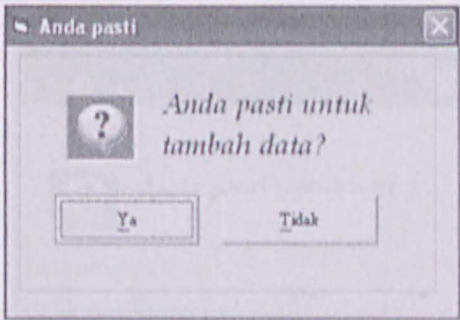 Anda pasti
?
Anda pasti untuk
tambah data?
Ya
Tidak